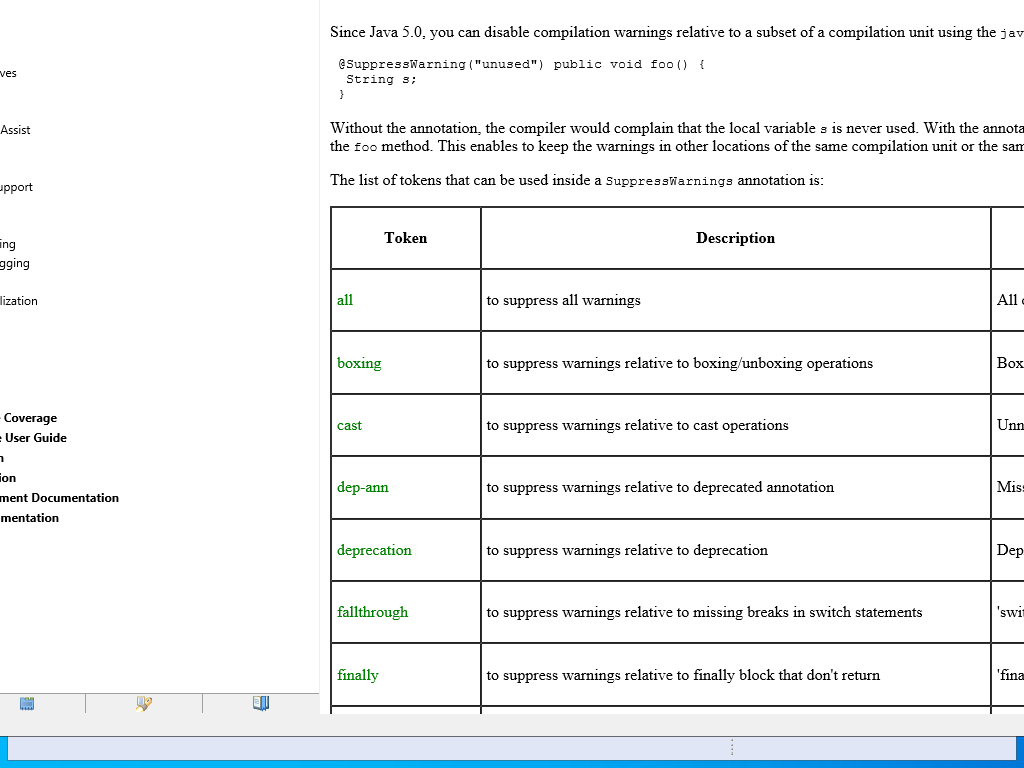 ves
Assist
upport
ing
gging
lization
Coverage
User Guide
ion
ment Documentation
mentation
Since Java 5.0, you can disable compilation warnings relative to a subset of a compilation unit using the jav
@SuppressWarning("unused") public void foo() {
String s;
}
Without the annotation, the compiler would complain that the local variable s is never used. With the annota
the foo method. This enables to keep the warnings in other locations of the same compilation unit or the sam
The list of tokens that can be used inside a SuppressWarnings annotation is:
Token Description
all to suppress all warnings All
boxing to suppress warnings relative to boxing/unboxing operations Box
cast to suppress warnings relative to cast operations Unn
dep-ann to suppress warnings relative to deprecated annotation Miss
deprecation to suppress warnings relative to deprecation Dep
fallthrough to suppress warnings relative to missing breaks in switch statements 'swit
finally to suppress warnings relative to finally block that don't return 'fina